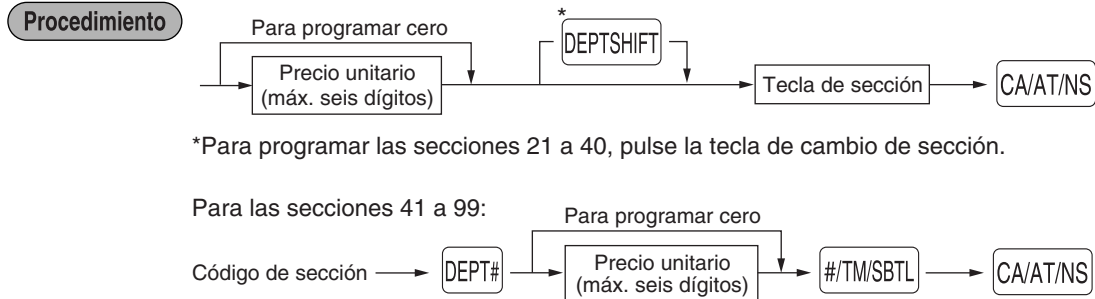 Procedimiento
Para programar cero
*
DEPTSHIFT
Precio unitario
(máx. seis dígitos)
Tecla de sección
CA/AT/NS
*Para programar las secciones 21 a 40, pulse la tecla de cambio de sección.
Para las secciones 41 a 99:
Para programar cero
Código de sección
DEPT#
Precio unitario
(máx. seis dígitos)
#/TM/SBTL
CA/AT/NS